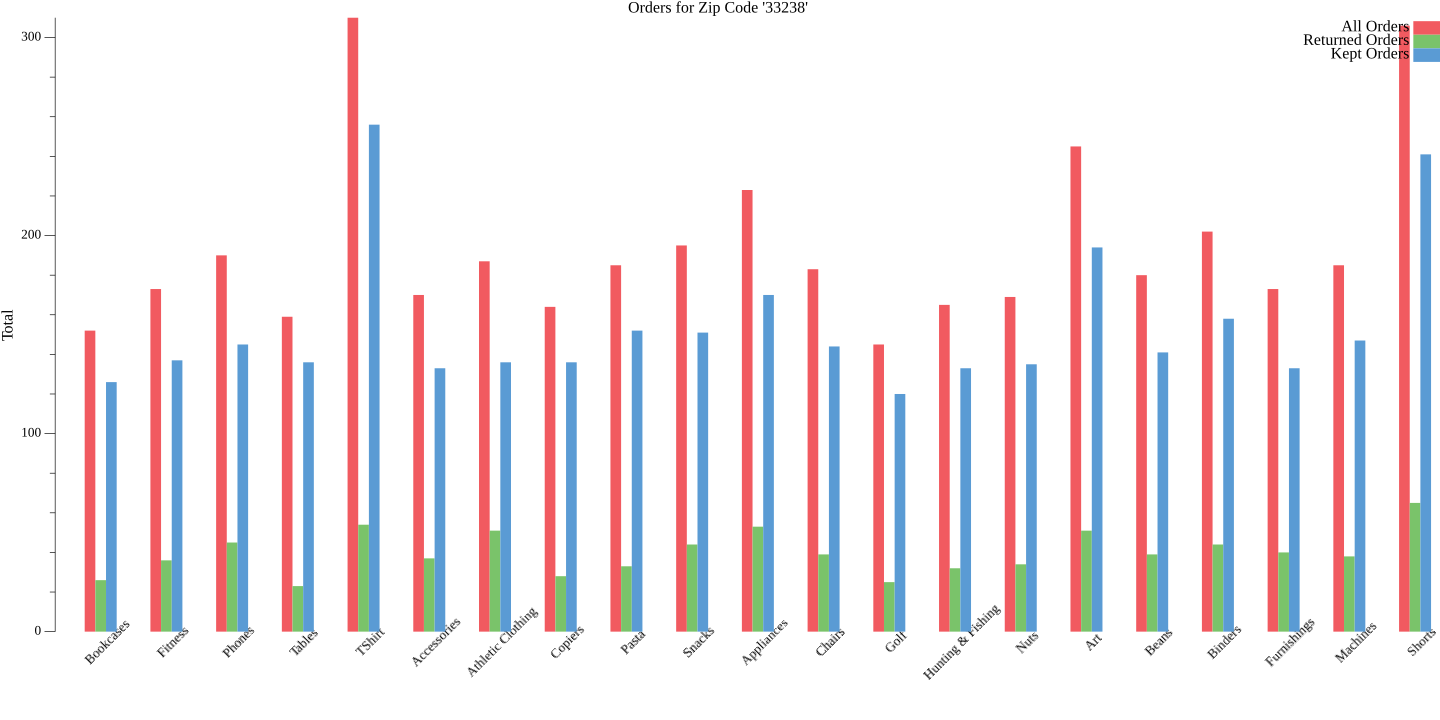 Orders for Zip Code '33238'
All Orders
Returned Orders
Kept Orders
Total
300
200
100
0
Bookcases
Fitness
Phones
Tables
TShirt
Accessories
Athletic Clothing
Copiers
Pasta
Snacks
Appliances
Chairs
Golf
Hunting & Fishing
Nuts
Art
Beans
Binders
Furnishings
Machines
Shorts